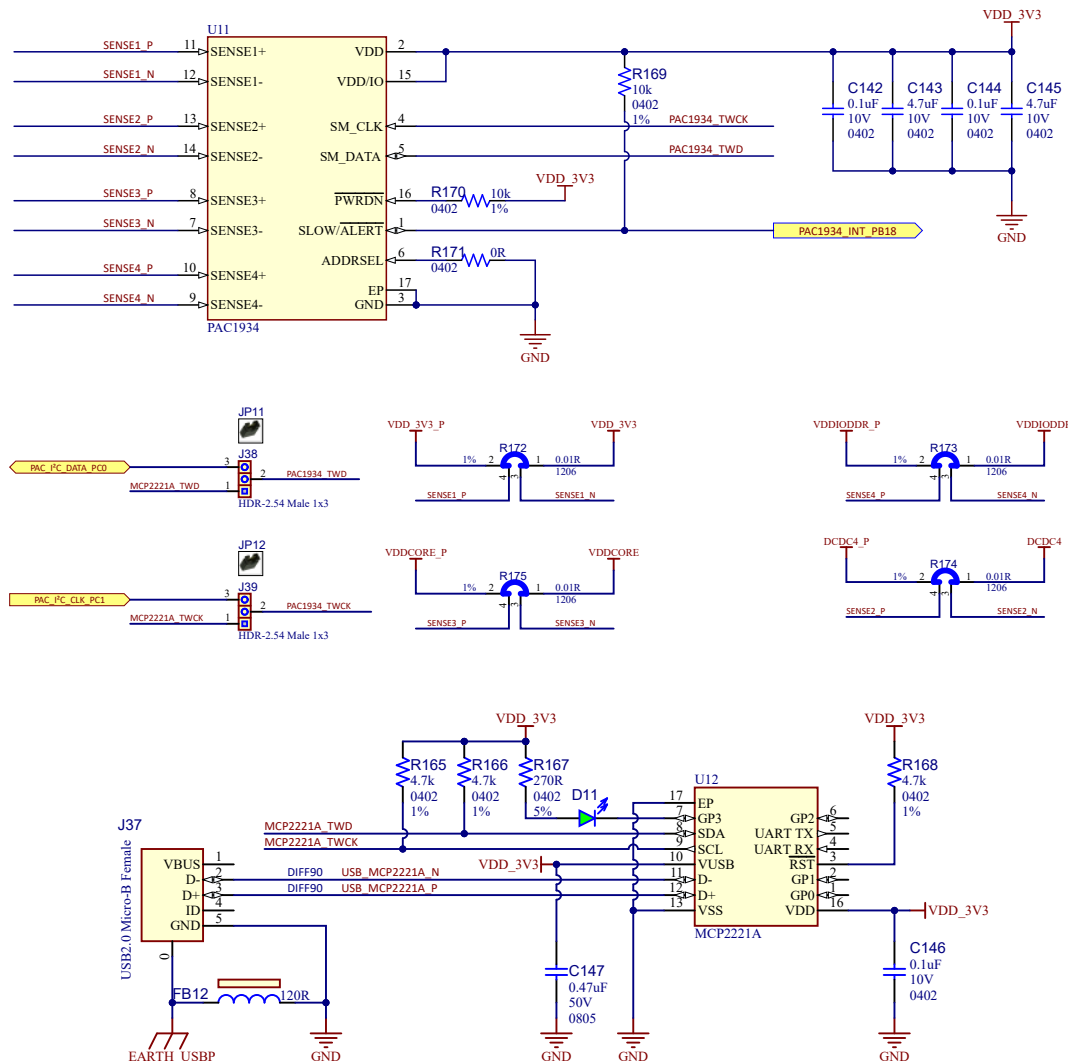 VDD_3V3
U11
SENSE1_P 11 SENSE1+ VDD 2
SENSE1_N 12 SENSE1- VDD/IO 15
SENSE2_P 13 SENSE2+ SM_CLK 4 PAC1934_TWCK
SENSE2_N 14 SENSE2- SM_DATA 5 PAC1934_TWD
SENSE3_P 8 SENSE3+ PWRDN 16
SENSE3_N 7 SENSE3- SLOW/ALERT 1
SENSE4_P 10 SENSE4+ ADDRSEL 6
SENSE4_N 9 SENSE4- EP 17
GND 3
PAC1934
R169
10k
0402
1%
R170 10k
0402 1%
VDD_3V3
PAC1934_INT_PB18
R171 0R
0402
GND
C142
0.1uF
10V
0402
C143
4.7uF
10V
0402
C144
0.1uF
10V
0402
C145
4.7uF
10V
0402
GND
JP11
J38
PAC_I²C_DATA_PC0 3
2 PAC1934_TWD
MCP2221A_TWD 1
HDR-2.54 Male 1x3
VDD_3V3_P VDD_3V3
R172
1% 2 1 0.01R
1206
4 3
SENSE1_P SENSE1_N
VDDIODDR_P VDDIODDR
R173
1% 2 1 0.01R
1206
4 3
SENSE4_P SENSE4_N
JP12
J39
PAC_I²C_CLK_PC1 3
2 PAC1934_TWCK
MCP2221A_TWCK 1
HDR-2.54 Male 1x3
VDDCORE_P VDDCORE
R175
1% 2 1 0.01R
1206
4 3
SENSE3_P SENSE3_N
DCDC4_P DCDC4
R174
1% 2 1 0.01R
1206
4 3
SENSE2_P SENSE2_N
VDD_3V3
R165
4.7k
0402
1%
R166
4.7k
0402
1%
R167
270R
0402
5%
D11
VDD_3V3
R168
4.7k
0402
1%
U12
17 EP
7 GP3 GP2 6
MCP2221A_TWD 8 SDA UART TX 5
MCP2221A_TWCK 9 SCL UART RX 4
VDD_3V3 10 VUSB RST 3
11 D- GP1 2
12 D+ GP0 1
13 VSS VDD 16 VDD_3V3
MCP2221A
J37
USB2.0 Micro-B Female
VBUS 1
D- 2 DIFF90 USB_MCP2221A_N
D+ 3 DIFF90 USB_MCP2221A_P
ID 4
GND 5
0
FB12 120R
EARTH_USBP
GND
C147
0.47uF
50V
0805
GND
GND
C146
0.1uF
10V
0402
GND